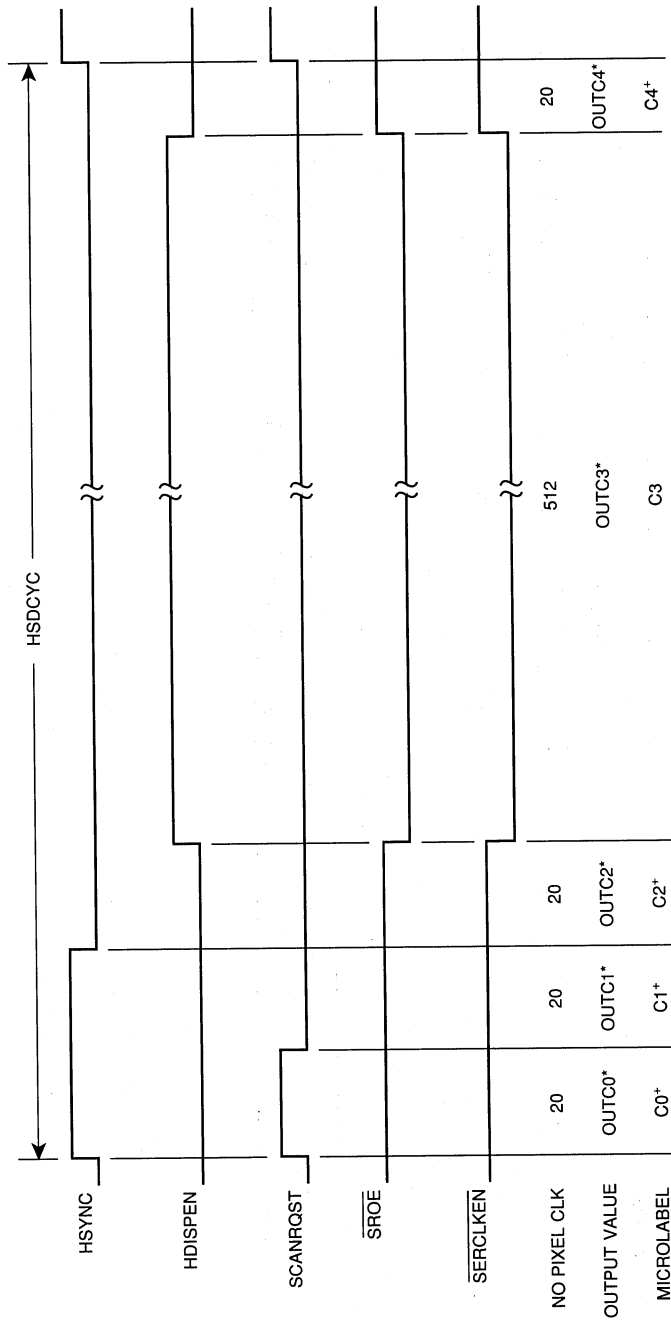 HSDCYC
HSYNC
HDISPEN
SCANRQST
SROE
SERCLKEN
NO PIXEL CLK 20 20 20 512 20
OUTPUT VALUE OUTC0* OUTC1* OUTC2* OUTC3* OUTC4*
MICROLABEL C0+ C1+ C2+ C3 C4+